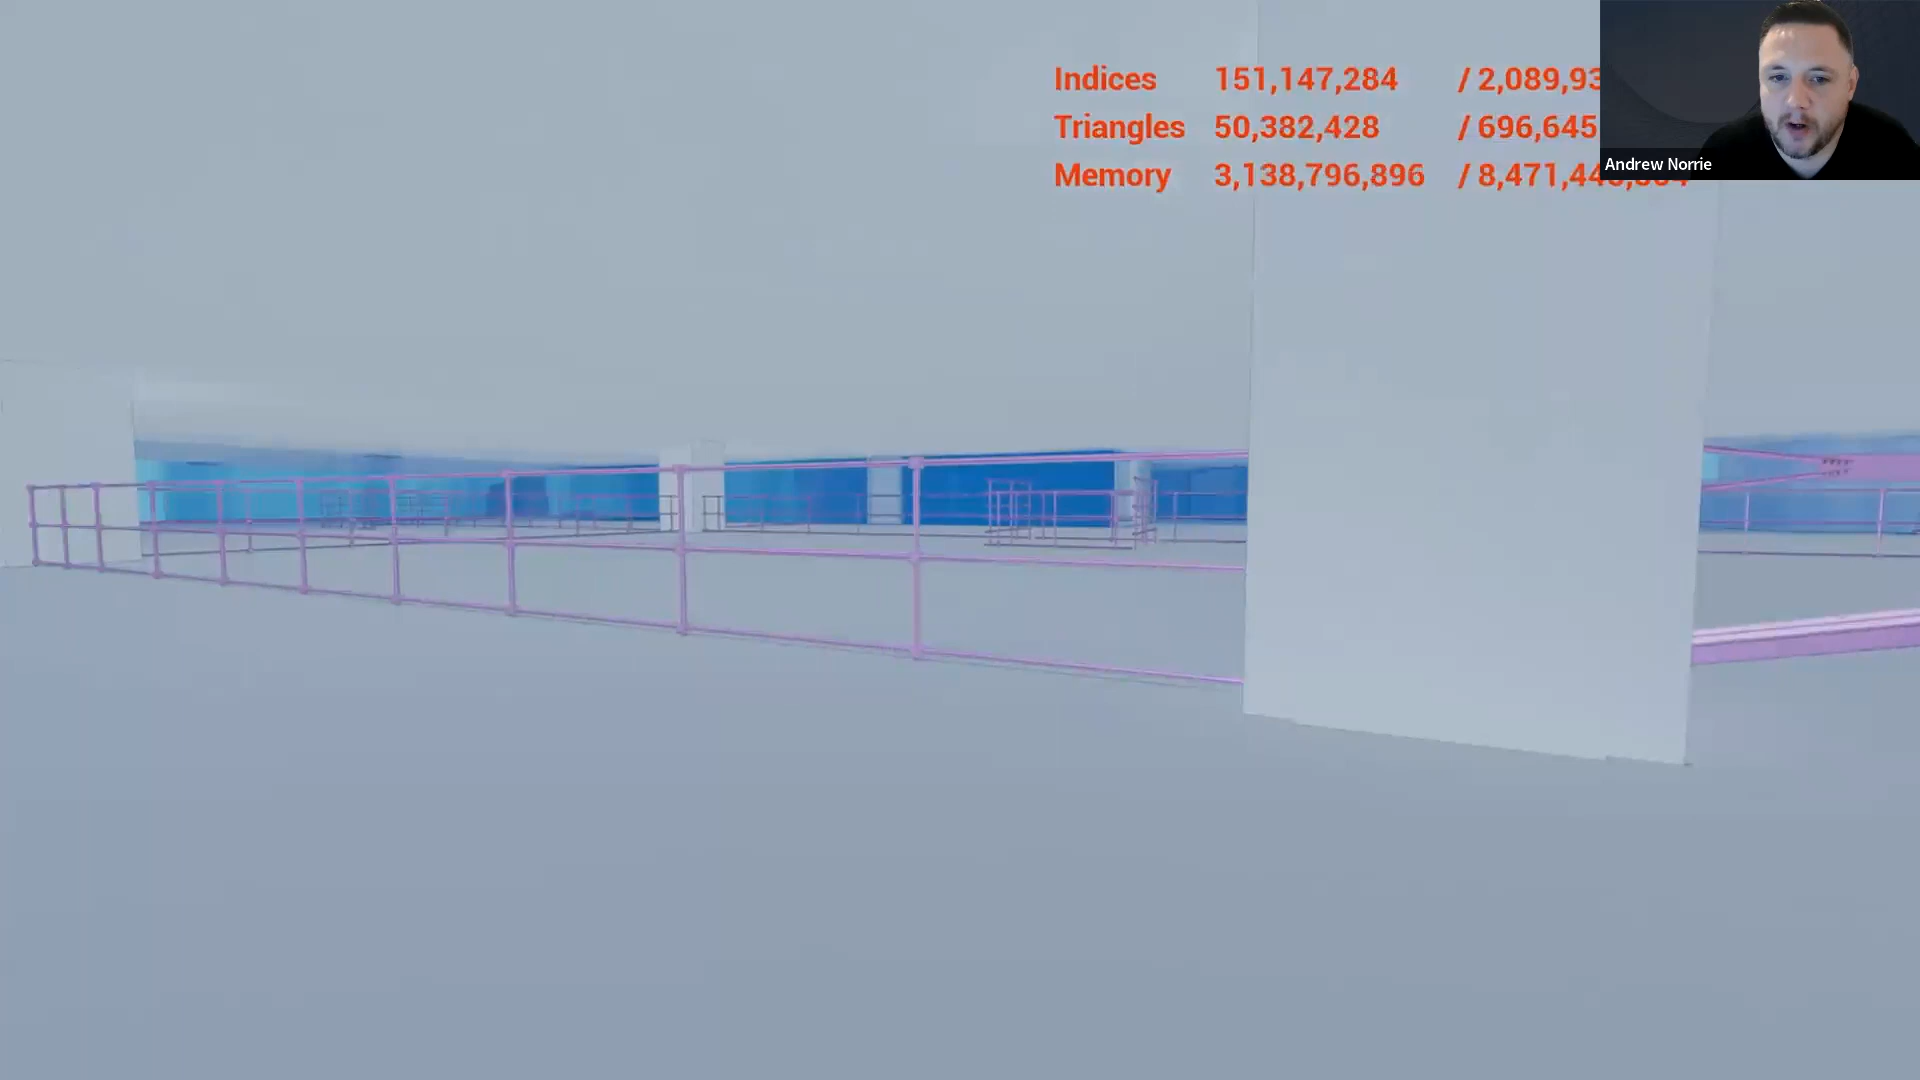 Indices 151,147,284 / 2,089,93
Triangles 50,382,428 / 696,645
Memory 3,138,796,896 / 8,471,44
Andrew Norrie